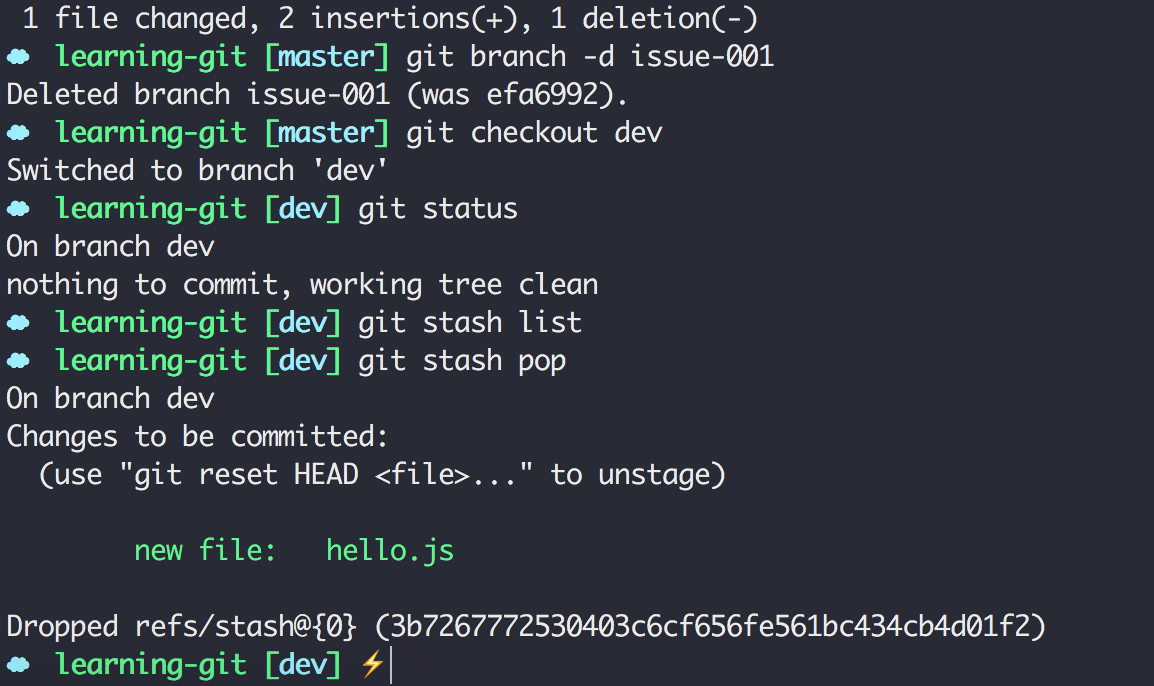 1 file changed, 2 insertions(+), 1 deletion(-)
☁ learning-git [master] git branch -d issue-001
Deleted branch issue-001 (was efa6992).
☁ learning-git [master] git checkout dev
Switched to branch 'dev'
☁ learning-git [dev] git status
On branch dev
nothing to commit, working tree clean
☁ learning-git [dev] git stash list
☁ learning-git [dev] git stash pop
On branch dev
Changes to be committed:
(use "git reset HEAD <file>..." to unstage)
new file: hello.js
Dropped refs/stash@{0} (3b7267772530403c6cf656fe561bc434cb4d01f2)
☁ learning-git [dev] ⚡